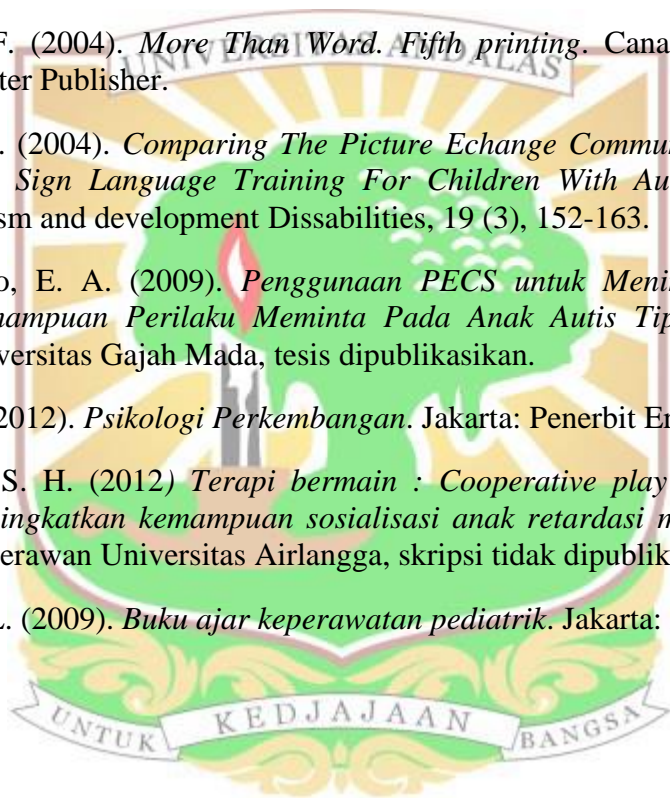 F. (2004). More Than Word. Fifth printing. Cana
ter Publisher.
. (2004). Comparing The Picture Echange Commu
Sign Language Training For Children With Au
sm and development Dissabilities, 19 (3), 152-163.
o, E. A. (2009). Penggunaan PECS untuk Meni
ampuan Perilaku Meminta Pada Anak Autis Tip
versitas Gajah Mada, tesis dipublikasikan.
2012). Psikologi Perkembangan. Jakarta: Penerbit Er
S. H. (2012) Terapi bermain : Cooperative play
ingkatkan kemampuan sosialisasi anak retardasi m
erawan Universitas Airlangga, skripsi tidak dipublik
L. (2009). Buku ajar keperawatan pediatrik. Jakarta:
UNIVERSITAS ANDALAS
UNTUK KEDJAJAAN BANGSA